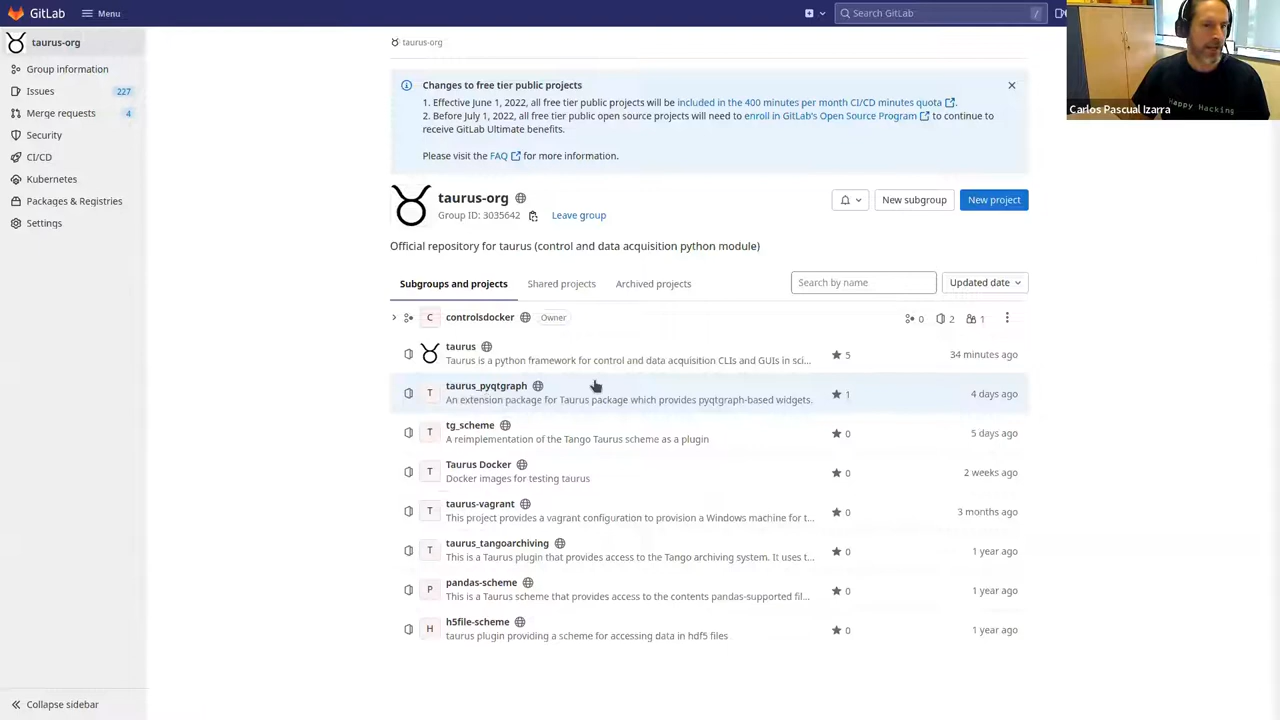 GitLab
Menu
Search GitLab
/
taurus-org
Group information
Issues
227
Merge requests
4
Security
CI/CD
Kubernetes
Packages & Registries
Settings
Collapse sidebar
taurus-org
Changes to free tier public projects
1. Effective June 1, 2022, all free tier public projects will be included in the 400 minutes per month CI/CD minutes quota.
2. Before July 1, 2022, all free tier public open source projects will need to enroll in GitLab's Open Source Program to continue to
receive GitLab Ultimate benefits.
Please visit the FAQ for more information.
taurus-org
Group ID: 3035642
Leave group
New subgroup
New project
Official repository for taurus (control and data acquisition python module)
Subgroups and projects
Shared projects
Archived projects
Search by name
Updated date
C
controlsdocker
Owner
0
2
1
taurus
Taurus is a python framework for control and data acquisition CLIs and GUIs in sci...
5
34 minutes ago
T
taurus_pyqtgraph
An extension package for Taurus package which provides pyqtgraph-based widgets.
1
4 days ago
T
tg_scheme
A reimplementation of the Tango Taurus scheme as a plugin
0
5 days ago
T
Taurus Docker
Docker images for testing taurus
0
2 weeks ago
T
taurus-vagrant
This project provides a vagrant configuration to provision a Windows machine for t...
0
3 months ago
T
taurus_tangoarchiving
This is a Taurus plugin that provides access to the Tango archiving system. It uses t...
0
1 year ago
P
pandas-scheme
This is a Taurus scheme that provides access to the contents pandas-supported fil...
0
1 year ago
H
h5file-scheme
taurus plugin providing a scheme for accessing data in hdf5 files
0
1 year ago
Happy Hacking
Carlos Pascual Izarra